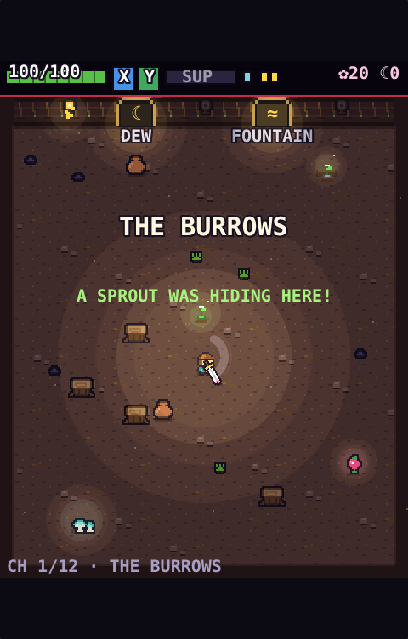 100/100 X Y SUP ✿20 ☾0
DEW FOUNTAIN
THE BURROWS
A SPROUT WAS HIDING HERE!
CH 1/12 · THE BURROWS